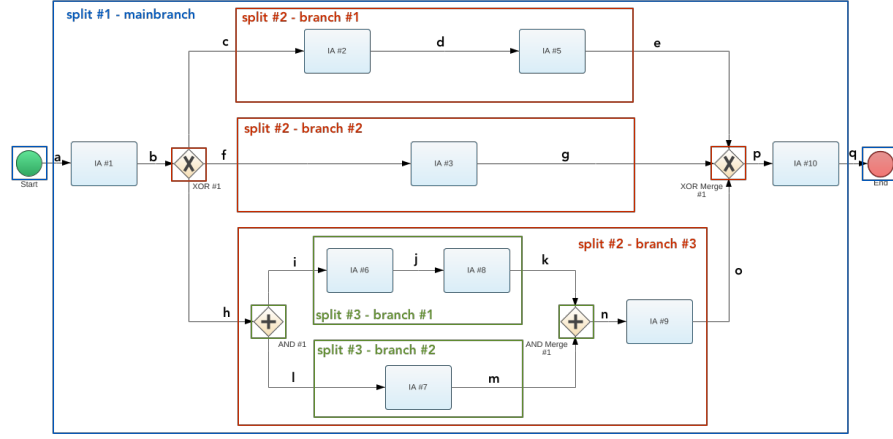 split #1 - mainbranch
split #2 - branch #1
c
IA #2
d
IA #5
e
split #2 - branch #2
a
IA #1
b
XOR #1
f
IA #3
g
XOR Merge
#1
p
IA #10
q
Start
End
split #2 - branch #3
i
IA #6
j
IA #8
k
o
split #3 - branch #1
h
AND #1
AND Merge
#1
n
IA #9
split #3 - branch #2
l
IA #7
m